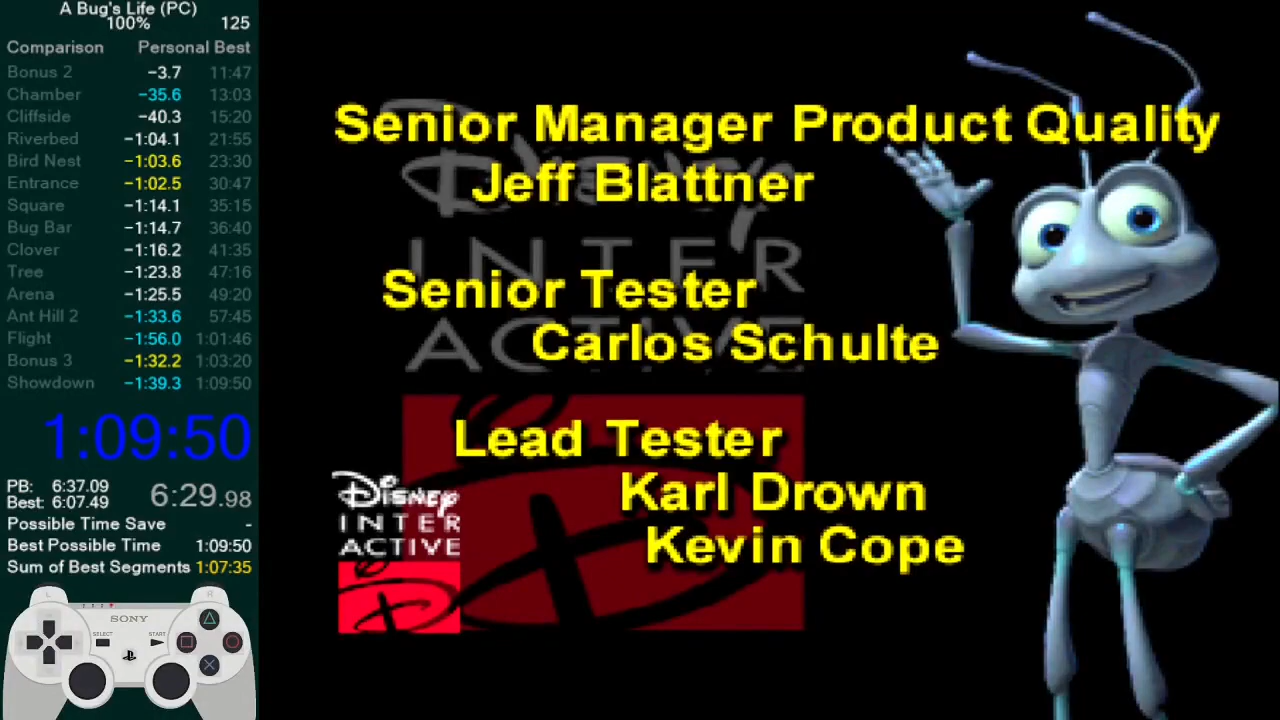 A Bug's Life (PC)
100% 125
Comparison Personal Best
Bonus 2 −3.7 11:47
Chamber −35.6 13:03
Cliffside −40.3 15:20
Riverbed −1:04.1 21:55
Bird Nest −1:03.6 23:30
Entrance −1:02.5 30:47
Square −1:14.1 35:15
Bug Bar −1:14.7 36:40
Clover −1:16.2 41:35
Tree −1:23.8 47:16
Arena −1:25.5 49:20
Ant Hill 2 −1:33.6 57:45
Flight −1:56.0 1:01:46
Bonus 3 −1:32.2 1:03:20
Showdown −1:39.3 1:09:50
1:09:50
PB: 6:37.09
Best: 6:07.49
6:29.98
Possible Time Save -
Best Possible Time 1:09:50
Sum of Best Segments 1:07:35
L R
SONY
SELECT START
Senior Manager Product Quality
Jeff Blattner
Senior Tester
Carlos Schulte
Lead Tester
Karl Drown
Kevin Cope
Disney
INTER
ACTIVE
Disney
INTER
ACTIVE